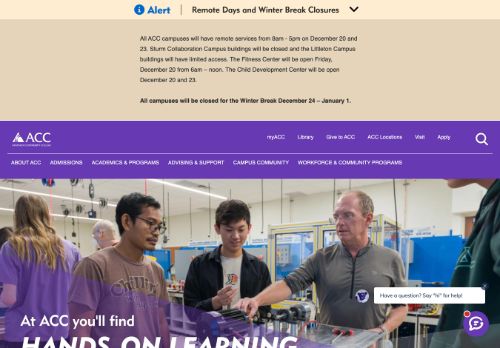 Alert | Remote Days and Winter Break Closures
All ACC campuses will have remote services from 8am - 5pm on December 20 and
23. Sturm Collaboration Campus buildings will be closed and the Littleton Campus
buildings will have limited access. The Fitness Center will be open Friday,
December 20 from 6am – noon. The Child Development Center will be open
December 20 and 23.
All campuses will be closed for the Winter Break December 24 – January 1.
myACC Library Give to ACC ACC Locations Visit Apply
ACC
ABOUT ACC ADMISSIONS ACADEMICS & PROGRAMS ADVISING & SUPPORT CAMPUS COMMUNITY WORKFORCE & COMMUNITY PROGRAMS
Have a question? Say "hi" for help!
At ACC you'll find
HANDS-ON LEARNING